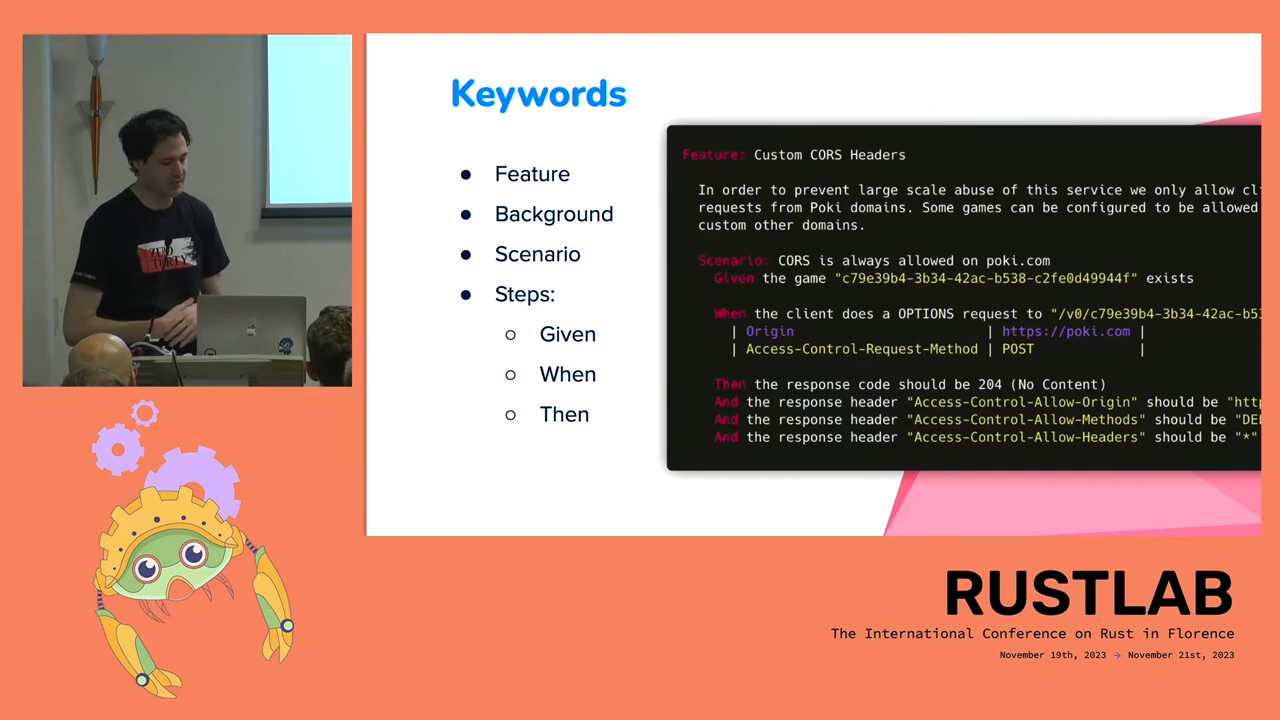 Keywords
Feature
Background
Scenario
Steps:
Given
When
Then
Feature: Custom CORS Headers
In order to prevent large scale abuse of this service we only allow cl
requests from Poki domains. Some games can be configured to be allowed
custom other domains.
Scenario: CORS is always allowed on poki.com
Given the game "c79e39b4-3b34-42ac-b538-c2fe0d49944f" exists
When the client does a OPTIONS request to "/v0/c79e39b4-3b34-42ac-b53
| Origin | https://poki.com |
| Access-Control-Request-Method | POST |
Then the response code should be 204 (No Content)
And the response header "Access-Control-Allow-Origin" should be "http
And the response header "Access-Control-Allow-Methods" should be "DEL
And the response header "Access-Control-Allow-Headers" should be "*"
RUSTLAB
The International Conference on Rust in Florence
November 19th, 2023 → November 21st, 2023